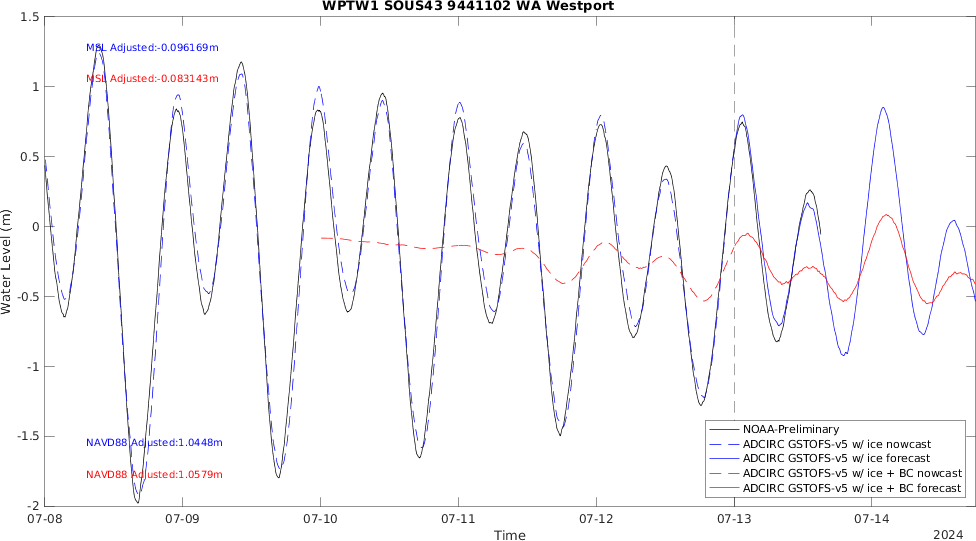 WPTW1 SOUS43 9441102 WA Westport
1.5
1
0.5
0
-0.5
-1
-1.5
-2
Water Level (m)
MSL Adjusted:-0.096169m
MSL Adjusted:-0.083143m
NAVD88 Adjusted:1.0448m
NAVD88 Adjusted:1.0579m
NOAA-Preliminary
ADCIRC GSTOFS-v5 w/ ice nowcast
ADCIRC GSTOFS-v5 w/ ice forecast
ADCIRC GSTOFS-v5 w/ ice + BC nowcast
ADCIRC GSTOFS-v5 w/ ice + BC forecast
07-08 07-09 07-10 07-11 07-12 07-13 07-14
Time
2024